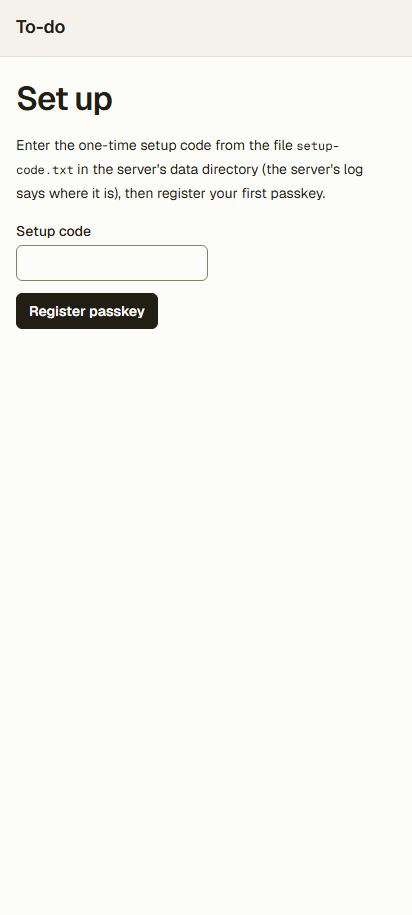 To-do
Set up
Enter the one-time setup code from the file setup-
code.txt in the server's data directory (the server's log
says where it is), then register your first passkey.
Setup code
Register passkey